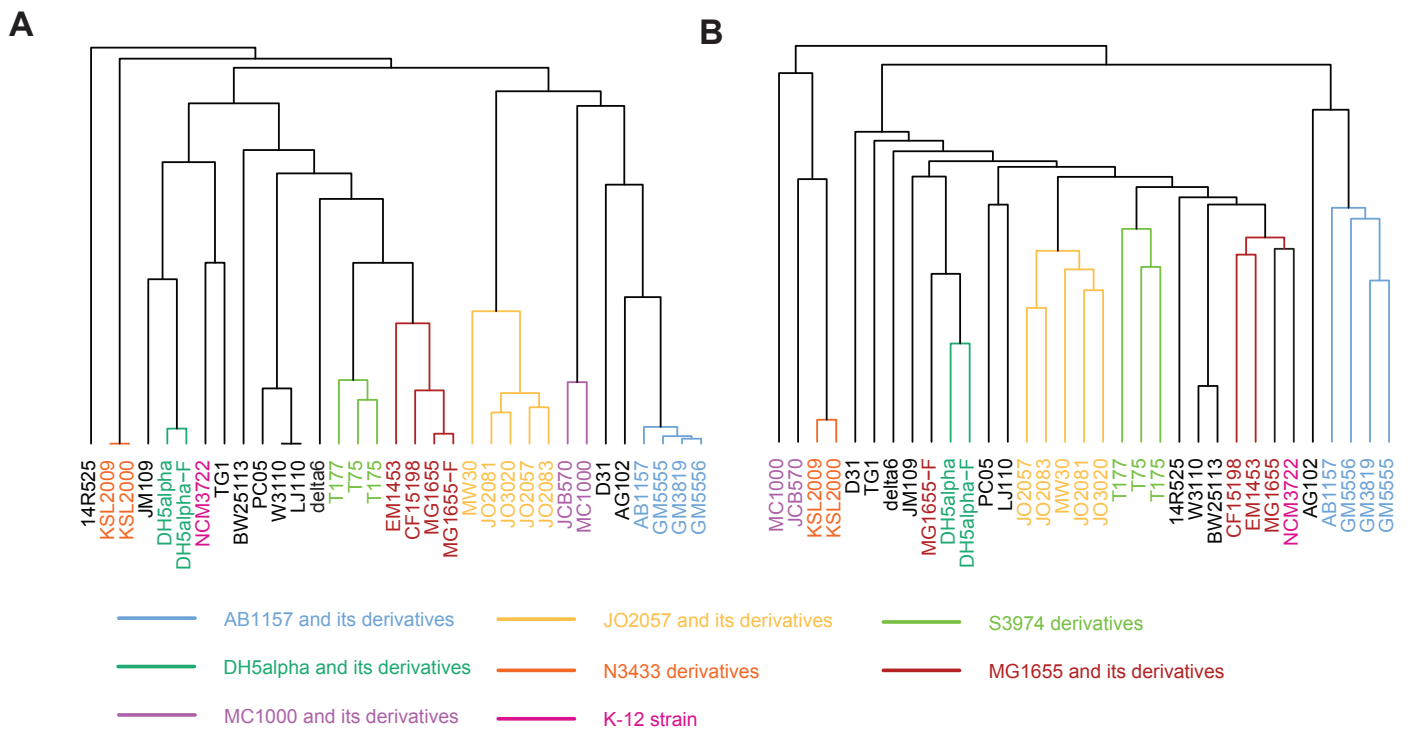 A
B
14R525
KSL2009
KSL2000
JM109
DH5alpha
DH5alpha-F
NCM3722
TG1
BW25113
PC05
W3110
LJ110
delta6
T177
T75
T175
EM1453
CF5198
MG1655
MG1655-F
MW30
JO2081
JO3020
JO2057
JO2083
JCB570
MC1000
D31
AG102
AB1157
GM5555
GM3819
GM5556
MC1000
JCB570
KSL2009
KSL2000
D31
TG1
delta6
JM109
MG1655-F
DH5alpha
DH5alpha-F
PC05
LJ110
JO2057
JO2083
MW30
JO2081
JO3020
T177
T75
T175
14R525
W3110
BW25113
CF5198
EM1453
MG1655
NCM3722
AG102
AB1157
GM5556
GM3819
GM5555
AB1157 and its derivatives
JO2057 and its derivatives
S3974 derivatives
DH5alpha and its derivatives
N3433 derivatives
MG1655 and its derivatives
MC1000 and its derivatives
K-12 strain